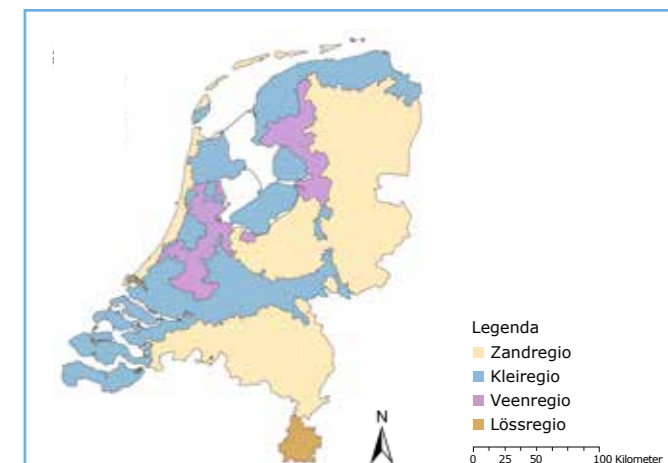 Legenda
Zandregio
Kleiregio
Veenregio
Lössregio
N
0 25 50 100 Kilometer